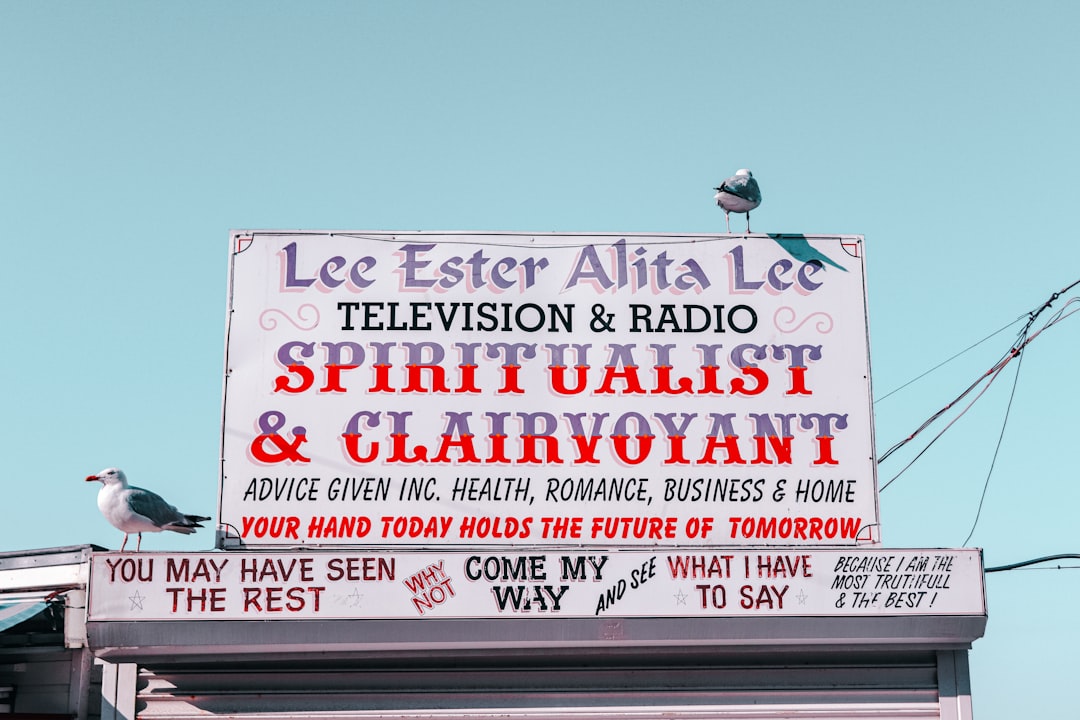 Lee Ester Alita Lee
TELEVISION & RADIO
SPIRITUALIST
& CLAIRVOYANT
ADVICE GIVEN INC. HEALTH, ROMANCE, BUSINESS & HOME
YOUR HAND TODAY HOLDS THE FUTURE OF TOMORROW
YOU MAY HAVE SEEN
THE REST
WHY
NOT
COME MY
WAY
AND SEE
WHAT I HAVE
TO SAY
BECAUSE I AM THE
MOST TRUTHFULL
& THE BEST !